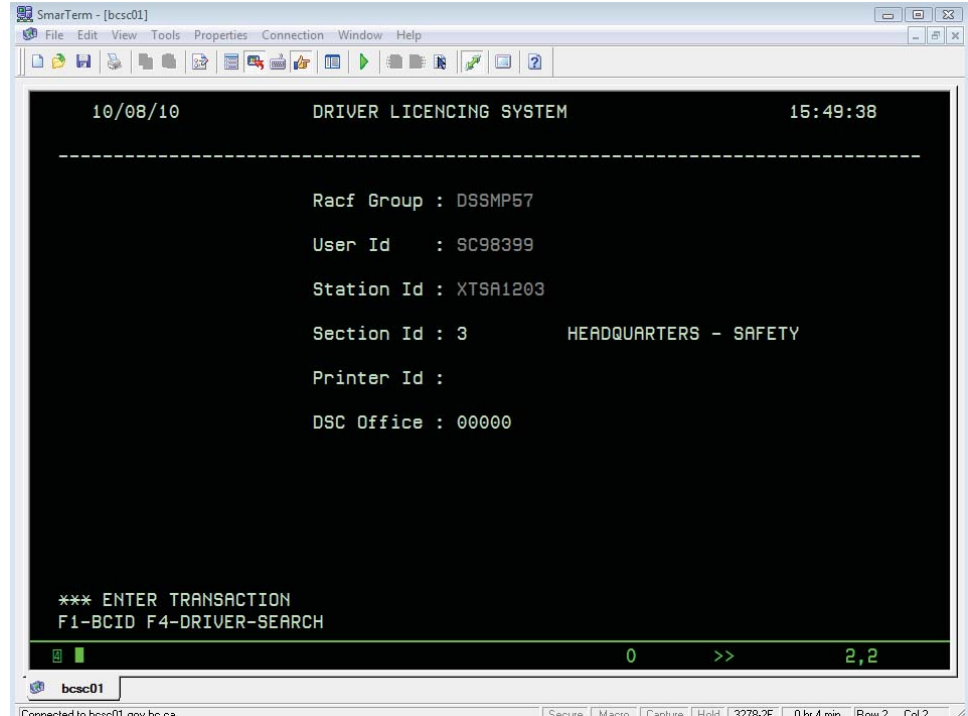 SmarTerm - [bcsc01]
File Edit View Tools Properties Connection Window Help
10/08/10 DRIVER LICENCING SYSTEM 15:49:38
--------------------------------------------------------------------------------
Racf Group : DSSMP57
User Id : SC98399
Station Id : XTSA1203
Section Id : 3 HEADQUARTERS - SAFETY
Printer Id :
DSC Office : 00000
*** ENTER TRANSACTION
F1-BCID F4-DRIVER-SEARCH
4 0 >> 2,2
bcsc01
Connected to bcsc01.gov.bc.ca Secure Macro Capture Hold 3278-2E 0 hr 4 min Row 2 Col 2